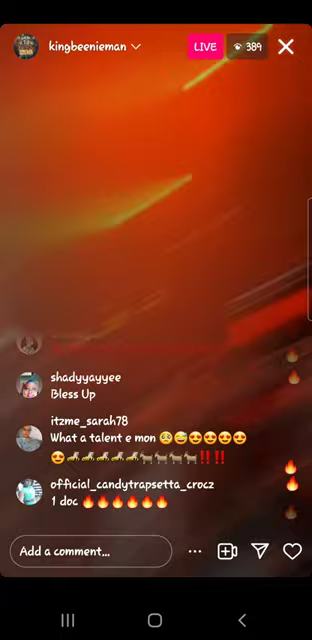 kingbeenieman
LIVE
389
shadyyayyee
Bless Up
itzme_sarah78
What a talent e mon 🥺😅😍😍😍😍
😍🦓🦓🦓🦓🦓🐐🐐🐐🐐‼️‼️
official_candytrapsetta_crocz
1 doc 🔥🔥🔥🔥🔥🔥
Add a comment...